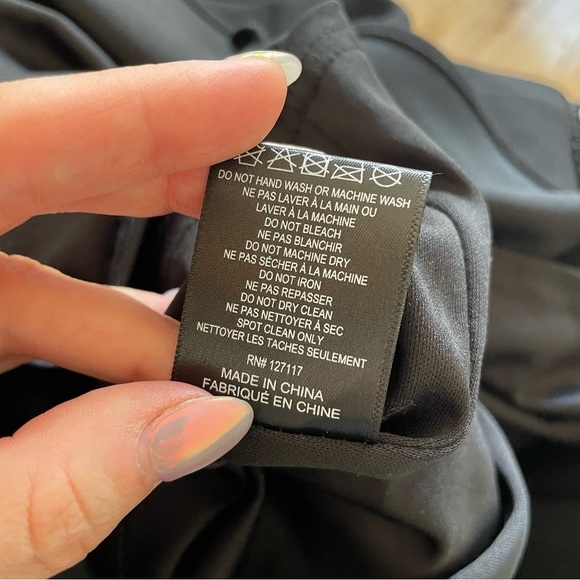 DO NOT HAND WASH OR MACHINE WASH
NE PAS LAVER À LA MAIN OU
LAVER À LA MACHINE
DO NOT BLEACH
NE PAS BLANCHIR
DO NOT MACHINE DRY
NE PAS SÉCHER À LA MACHINE
DO NOT IRON
NE PAS REPASSER
DO NOT DRY CLEAN
NE PAS NETTOYER À SEC
SPOT CLEAN ONLY
NETTOYER LES TACHES SEULEMENT
RN# 127117
MADE IN CHINA
FABRIQUÉ EN CHINE